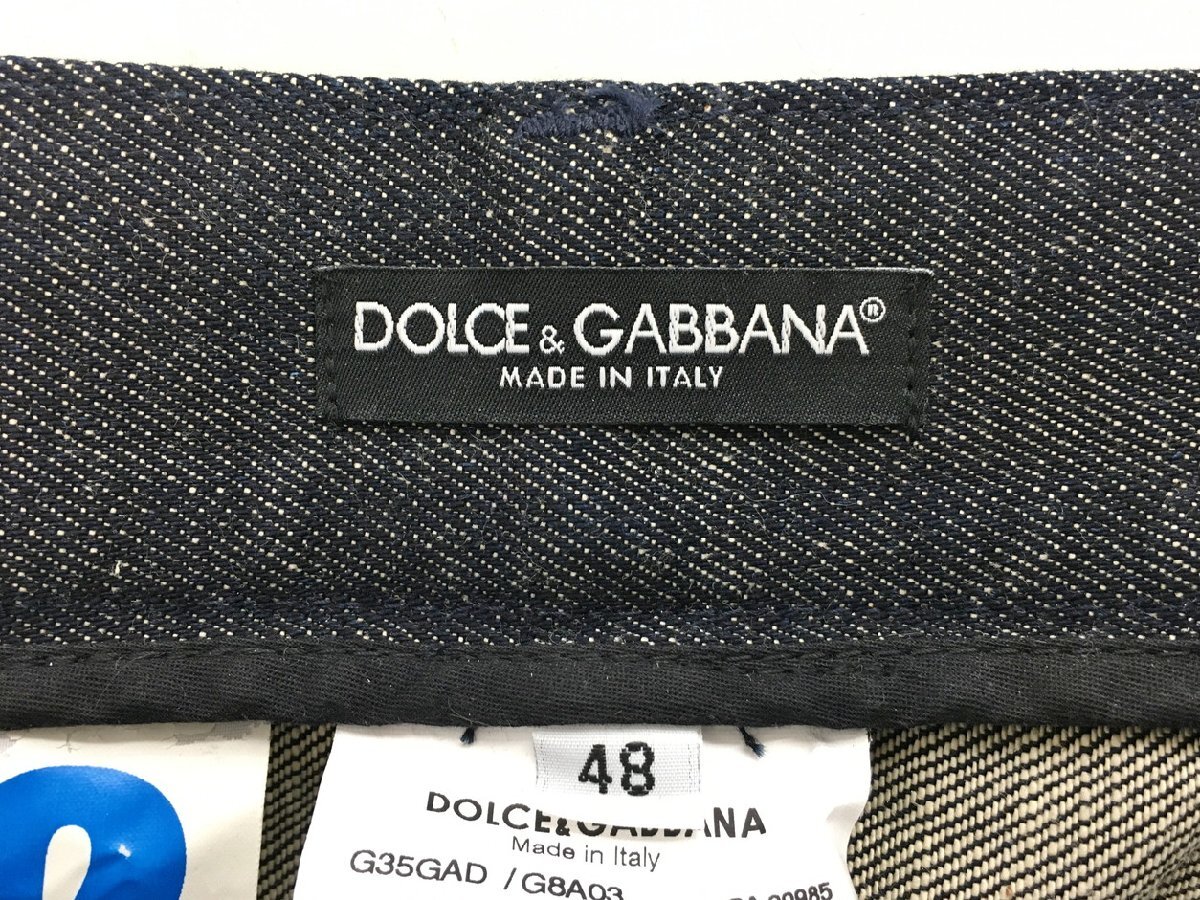 DOLCE & GABBANA®
MADE IN ITALY
48
DOLCE & GABBANA
Made in Italy
G35GAD / G8A03